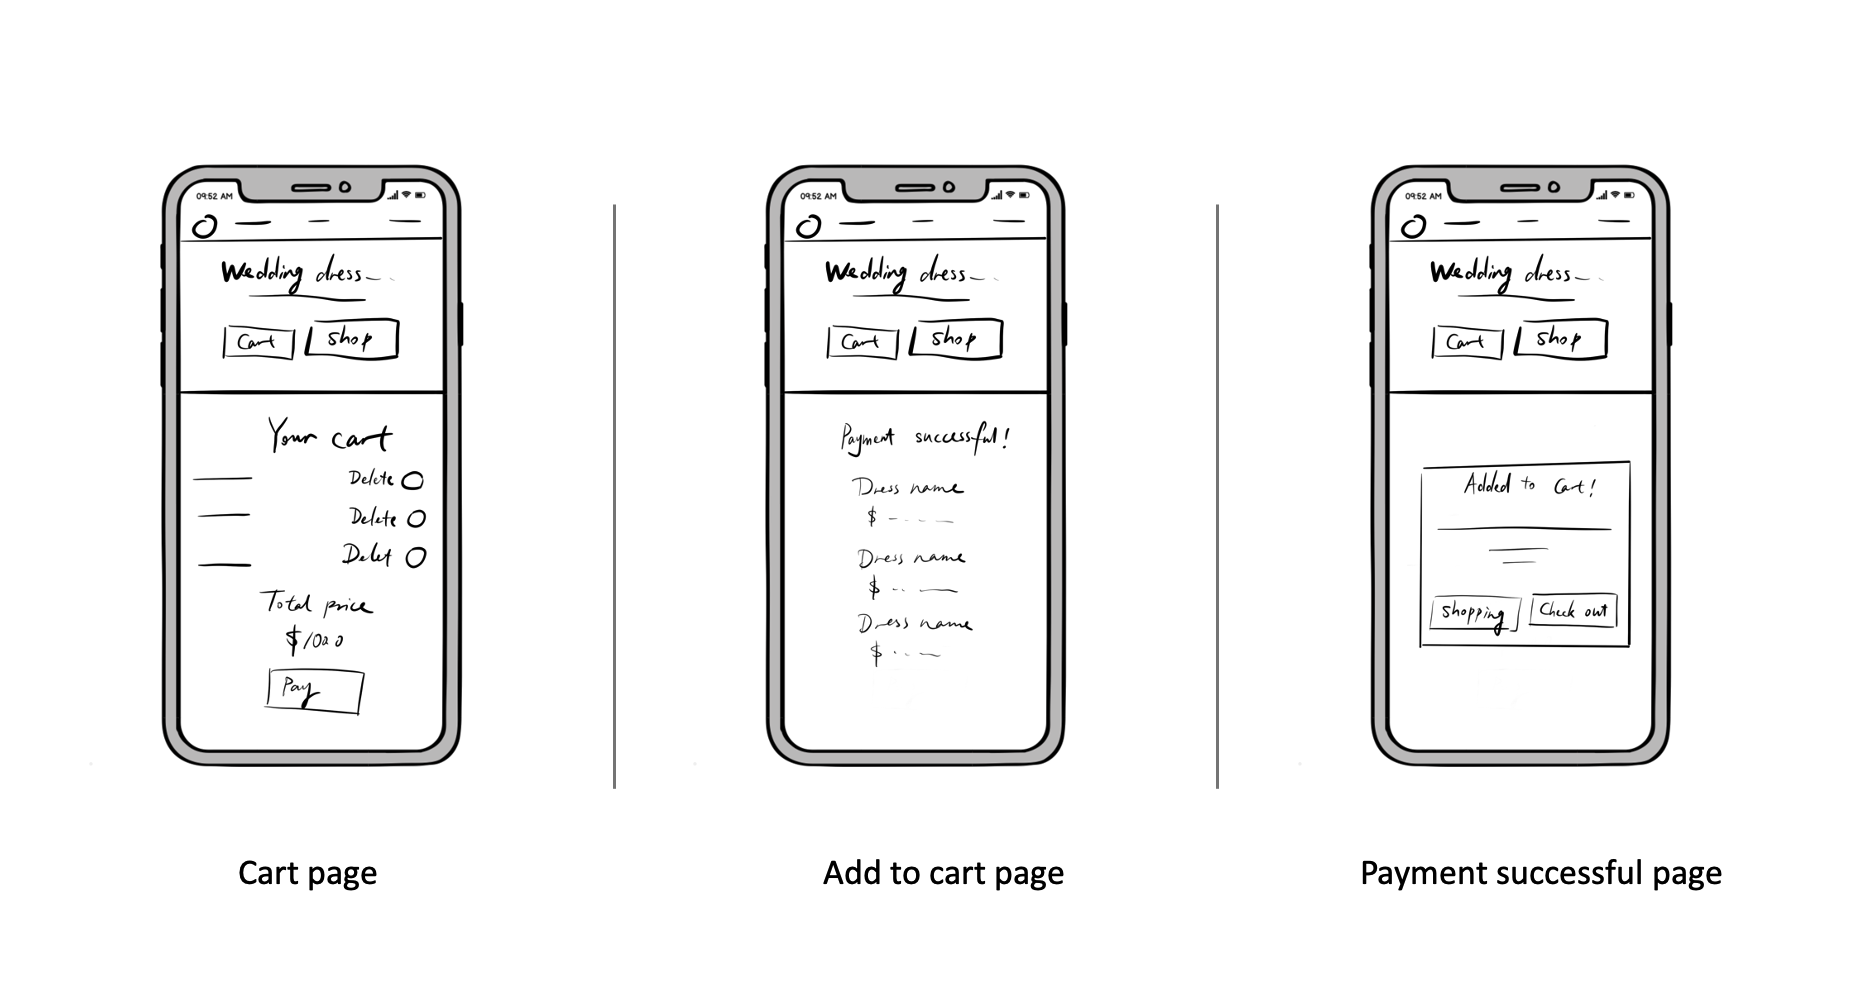 09:52 AM
Wedding dress
Cart
Shop
Your cart
Delete
Delete
Delet
Total price
$1000
Pay
Cart page
09:52 AM
Wedding dress
Cart
Shop
Payment successful!
Dress name
$
Dress name
$
Dress name
$
Add to cart page
09:52 AM
Wedding dress
Cart
Shop
Added to Cart!
Shopping
Check out
Payment successful page